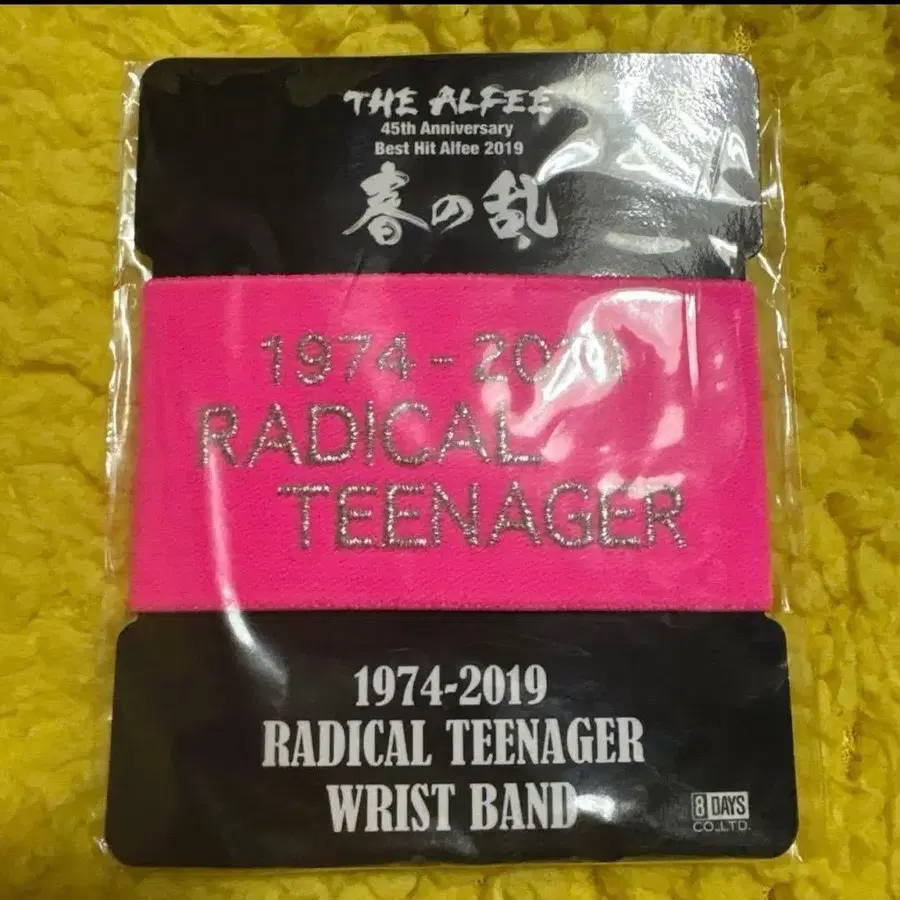 THE ALFEE
45th Anniversary
Best Hit Alfee 2019
春の乱
1974-2019
RADICAL
TEENAGER
1974-2019
RADICAL TEENAGER
WRIST BAND
8 DAYS
CO.,LTD.